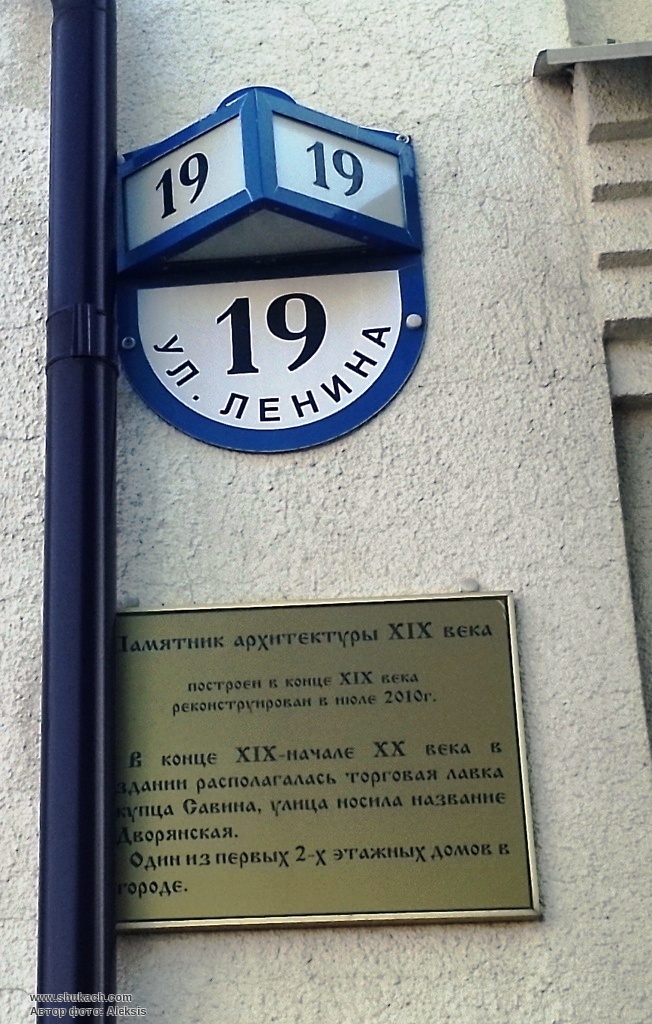 19 19
19
УЛ. ЛЕНИНА
Памятник архитектуры XIX века
построен в конце XIX века
реконструирован в июле 2010г.
В конце XIX-начале XX века в
здании располагалась торговая лавка
купца Савина, улица носила название
Дворянская.
Один из первых 2-х этажных домов в
городе.
www.shukach.com
Автор фото: Aleksis